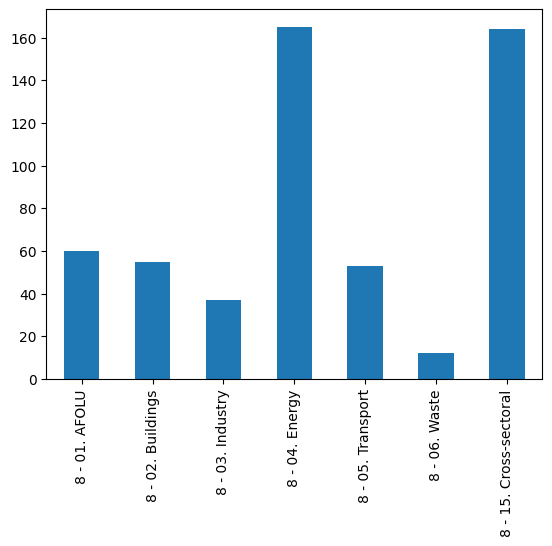 160
140
120
100
80
60
40
20
0
8 - 01. AFOLU
8 - 02. Buildings
8 - 03. Industry
8 - 04. Energy
8 - 05. Transport
8 - 06. Waste
8 - 15. Cross-sectoral